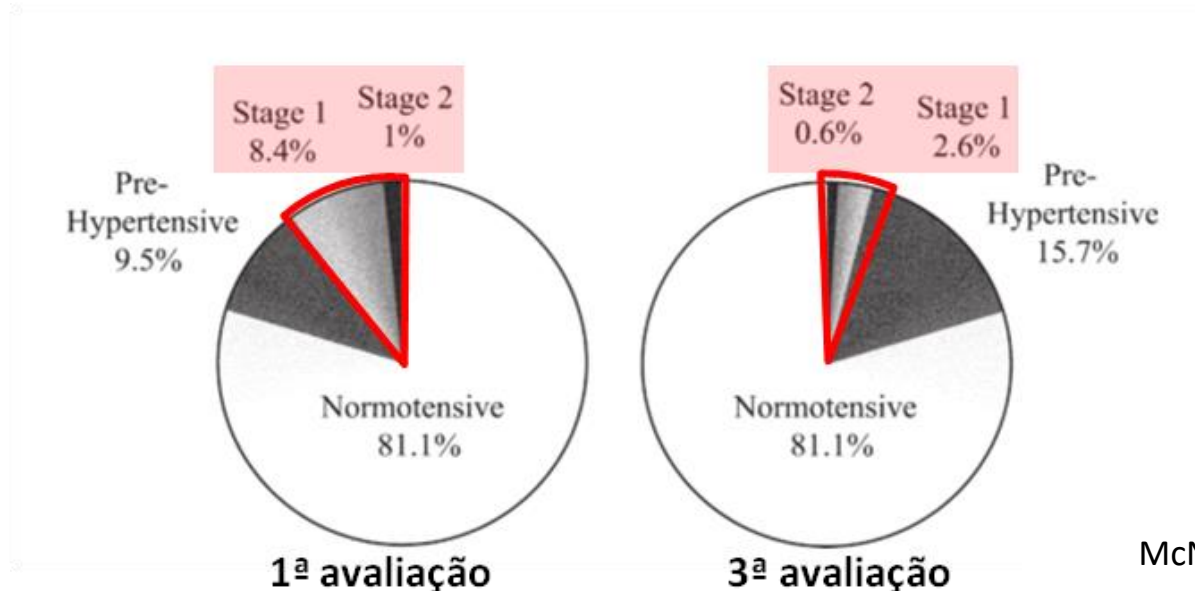 Stage 1
8.4%
Stage 2
1%
Pre-
Hypertensive
9.5%
Normotensive
81.1%
1ª avaliação
Stage 2
0.6%
Stage 1
2.6%
Pre-
Hypertensive
15.7%
Normotensive
81.1%
3ª avaliação